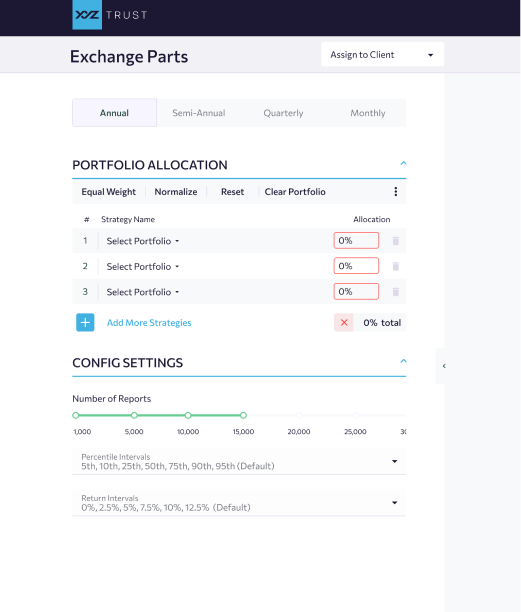 XYZ TRUST
Exchange Parts
Assign to Client
Annual Semi-Annual Quarterly Monthly
PORTFOLIO ALLOCATION
Equal Weight Normalize Reset Clear Portfolio
# Strategy Name Allocation
1 Select Portfolio 0%
2 Select Portfolio 0%
3 Select Portfolio 0%
+ Add More Strategies 0% total
CONFIG SETTINGS
Number of Reports
1,000 5,000 10,000 15,000 20,000 25,000 30
Percentile Intervals
5th, 10th, 25th, 50th, 75th, 90th, 95th (Default)
Return Intervals
0%, 2.5%, 5%, 7.5%, 10%, 12.5% (Default)